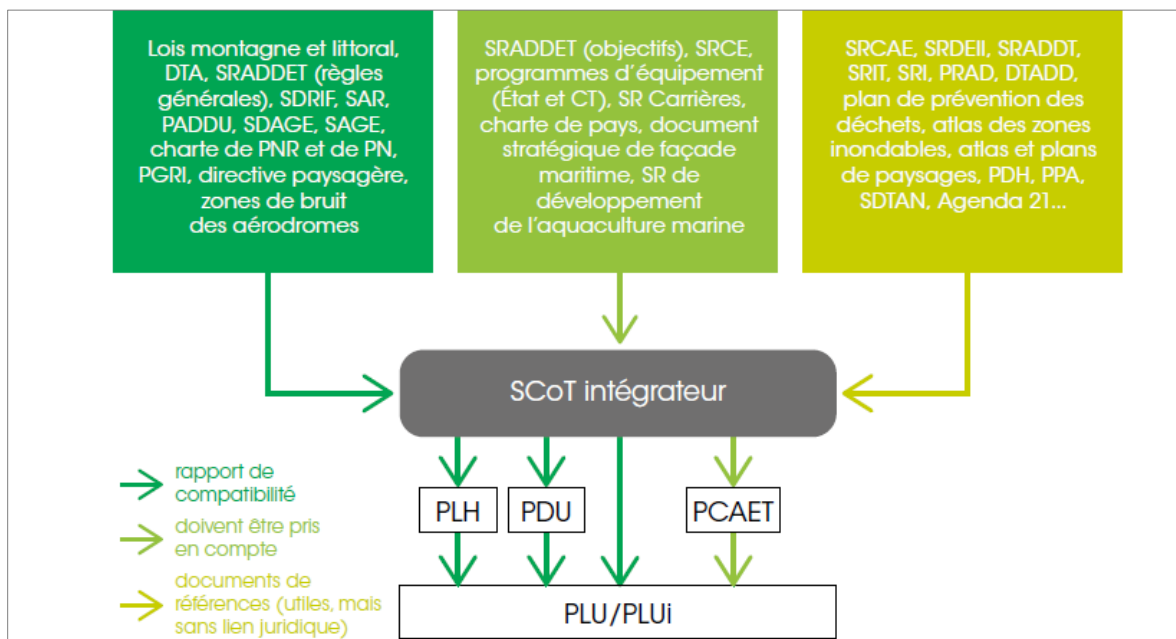 Lois montagne et littoral,
DTA, SRADDET (règles
générales), SDRIF, SAR,
PADDU, SDAGE, SAGE,
charte de PNR et de PN,
PGRI, directive paysagère,
zones de bruit
des aérodromes
SRADDET (objectifs), SRCE,
programmes d’équipement
(État et CT), SR Carrières,
charte de pays, document
stratégique de façade
maritime, SR de
développement
de l’aquaculture marine
SRCAE, SRDEII, SRADDT,
SRIT, SRI, PRAD, DTADD,
plan de prévention des
déchets, atlas des zones
inondables, atlas et plans
de paysages, PDH, PPA,
SDTAN, Agenda 21...
SCoT intégrateur
rapport de
compatibilité
doivent être pris
en compte
documents de
références (utiles, mais
sans lien juridique)
PLH
PDU
PCAET
PLU/PLUi